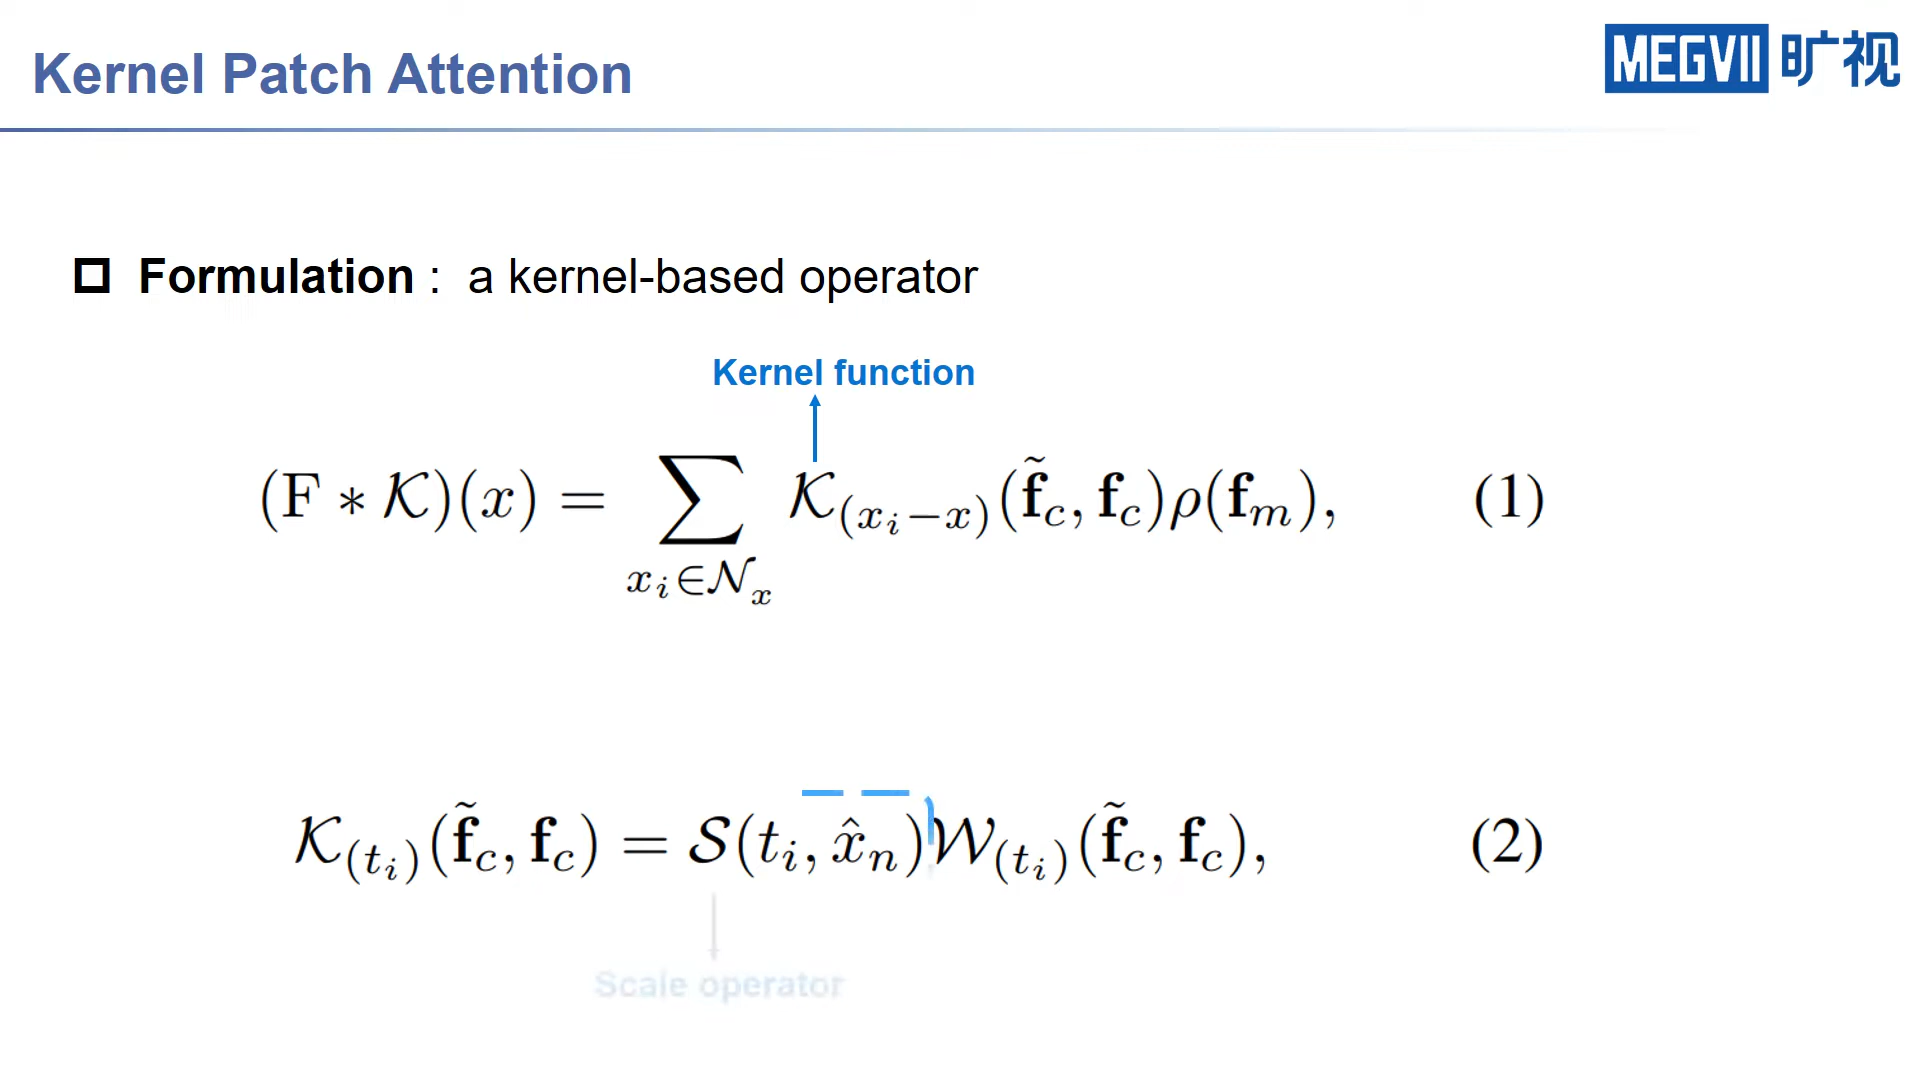 Kernel Patch Attention
MEGVII 旷视
Formulation : a kernel-based operator
Kernel function
(F ∗ 𝒦)(x) = ∑_{x_i∈𝒩_x} 𝒦_{(x_i−x)}(f̃_c, f_c)ρ(f_m), (1)
𝒦_{(t_i)}(f̃_c, f_c) = 𝒮(t_i, x̂_n)𝒲_{(t_i)}(f̃_c, f_c), (2)
Scale operator